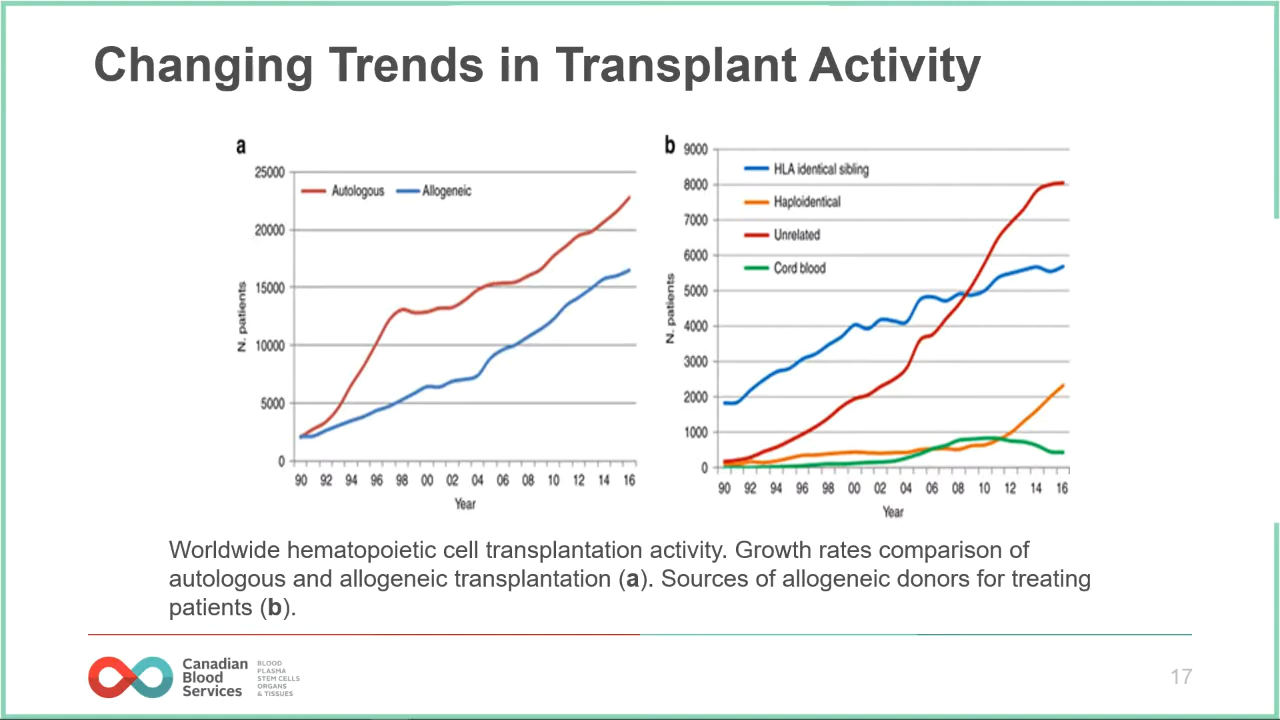 Changing Trends in Transplant Activity
a
25000
20000
15000
10000
5000
0
N. patients
Autologous
Allogeneic
90 92 94 96 98 00 02 04 06 08 10 12 14 16
Year
b
9000
8000
7000
6000
5000
4000
3000
2000
1000
0
N. patients
HLA identical sibling
Haploidentical
Unrelated
Cord blood
90 92 94 96 98 00 02 04 06 08 10 12 14 16
Year
Worldwide hematopoietic cell transplantation activity. Growth rates comparison of
autologous and allogeneic transplantation (a). Sources of allogeneic donors for treating
patients (b).
Canadian
Blood
Services
BLOOD
PLASMA
STEM CELLS
ORGANS
& TISSUES
17